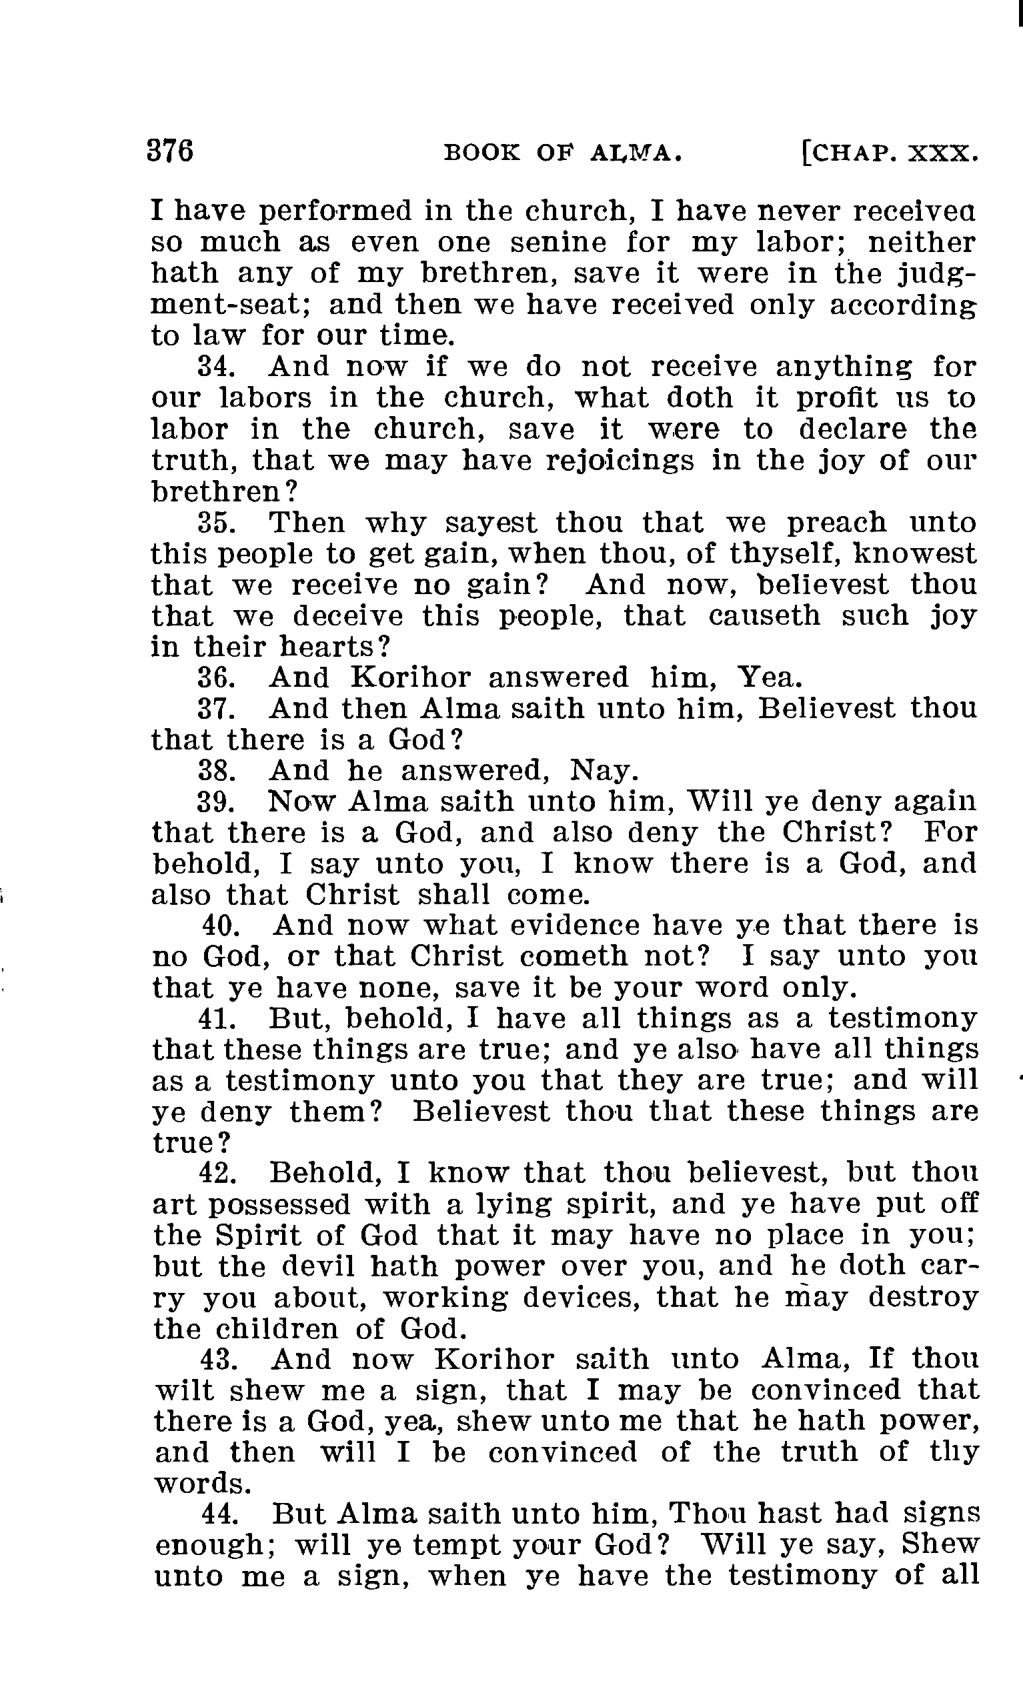 376 BOOK OF ALMA. [CHAP. XXX.
I have performed in the church, I have never received
so much as even one senine for my labor; neither
hath any of my brethren, save it were in the judg-
ment-seat; and then we have received only according
to law for our time.
34. And now if we do not receive anything for
our labors in the church, what doth it profit us to
labor in the church, save it were to declare the
truth, that we may have rejoicings in the joy of our
brethren?
35. Then why sayest thou that we preach unto
this people to get gain, when thou, of thyself, knowest
that we receive no gain? And now, believest thou
that we deceive this people, that causeth such joy
in their hearts?
36. And Korihor answered him, Yea.
37. And then Alma saith unto him, Believest thou
that there is a God?
38. And he answered, Nay.
39. Now Alma saith unto him, Will ye deny again
that there is a God, and also deny the Christ? For
behold, I say unto you, I know there is a God, and
also that Christ shall come.
40. And now what evidence have ye that there is
no God, or that Christ cometh not? I say unto you
that ye have none, save it be your word only.
41. But, behold, I have all things as a testimony
that these things are true; and ye also have all things
as a testimony unto you that they are true; and will
ye deny them? Believest thou that these things are
true?
42. Behold, I know that thou believest, but thou
art possessed with a lying spirit, and ye have put off
the Spirit of God that it may have no place in you;
but the devil hath power over you, and he doth car-
ry you about, working devices, that he may destroy
the children of God.
43. And now Korihor saith unto Alma, If thou
wilt shew me a sign, that I may be convinced that
there is a God, yea, shew unto me that he hath power,
and then will I be convinced of the truth of thy
words.
44. But Alma saith unto him, Thou hast had signs
enough; will ye tempt your God? Will ye say, Shew
unto me a sign, when ye have the testimony of all